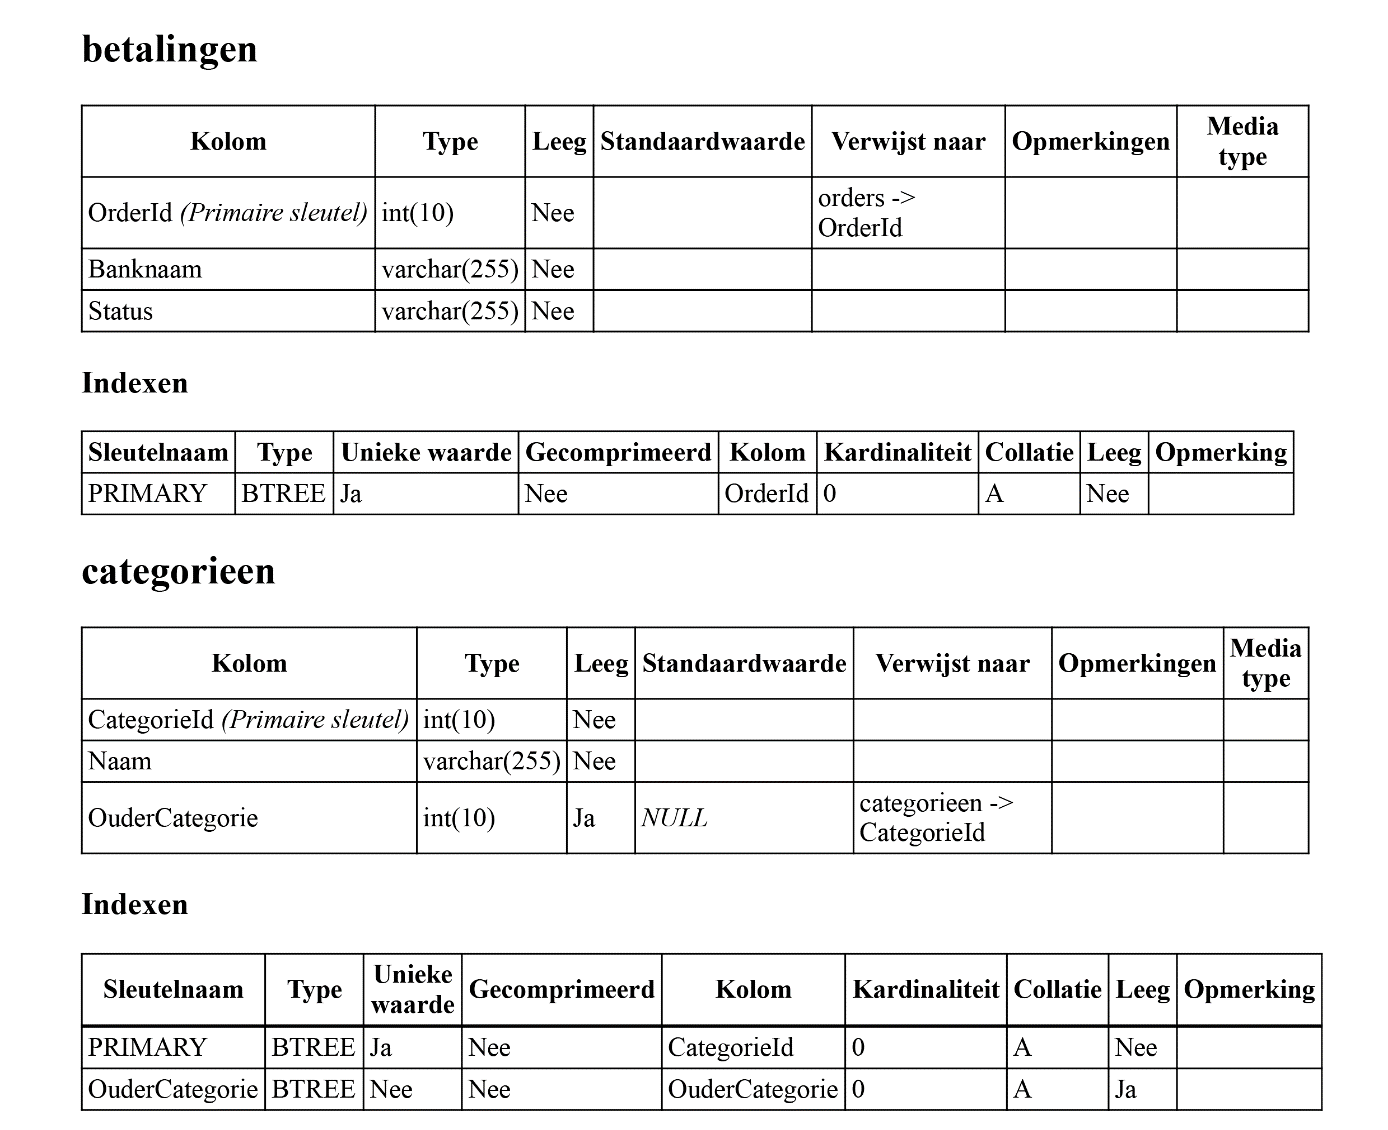 betalingen
Kolom Type Leeg Standaardwaarde Verwijst naar Opmerkingen Media type
OrderId (Primaire sleutel) int(10) Nee orders -> OrderId
Banknaam varchar(255) Nee
Status varchar(255) Nee
Indexen
Sleutelnaam Type Unieke waarde Gecomprimeerd Kolom Kardinaliteit Collatie Leeg Opmerking
PRIMARY BTREE Ja Nee OrderId 0 A Nee
categorieen
Kolom Type Leeg Standaardwaarde Verwijst naar Opmerkingen Media type
CategorieId (Primaire sleutel) int(10) Nee
Naam varchar(255) Nee
OuderCategorie int(10) Ja NULL categorieen -> CategorieId
Indexen
Sleutelnaam Type Unieke waarde Gecomprimeerd Kolom Kardinaliteit Collatie Leeg Opmerking
PRIMARY BTREE Ja Nee CategorieId 0 A Nee
OuderCategorie BTREE Nee Nee OuderCategorie 0 A Ja